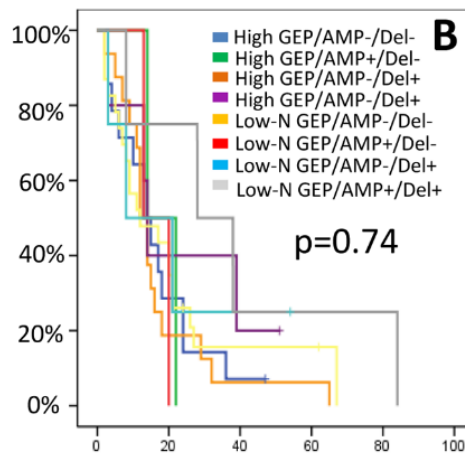 B
100%
80%
60%
40%
20%
0%
High GEP/AMP-/Del-
High GEP/AMP+/Del-
High GEP/AMP-/Del+
High GEP/AMP-/Del+
Low-N GEP/AMP-/Del-
Low-N GEP/AMP+/Del-
Low-N GEP/AMP-/Del+
Low-N GEP/AMP+/Del+
p=0.74
0 20 40 60 80 100